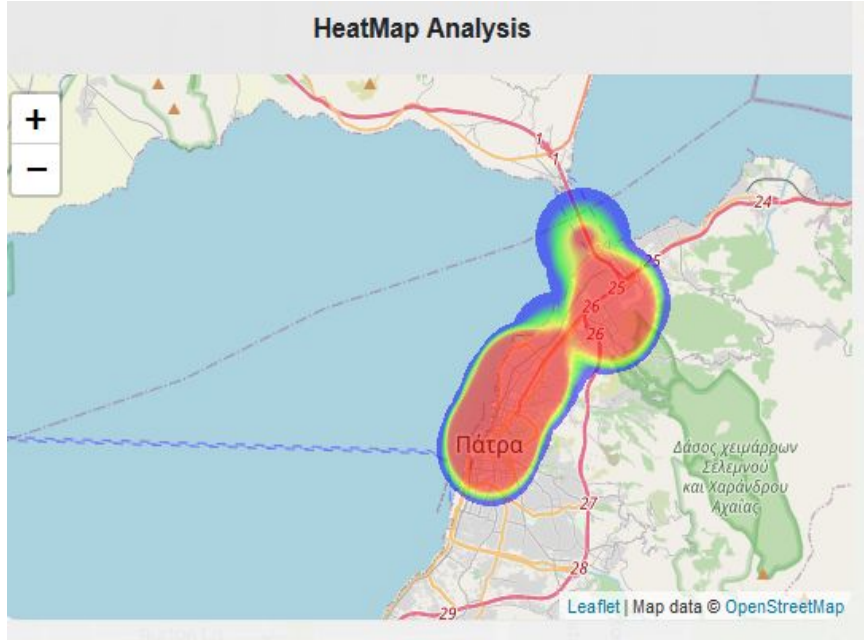 HeatMap Analysis
+
−
1
1
24
25
25
26
26
Πάτρα
Δάσος χειμάρρων
Σελεμνού
και Χαράνδρου
Αχαΐας
27
28
29
Leaflet | Map data © OpenStreetMap